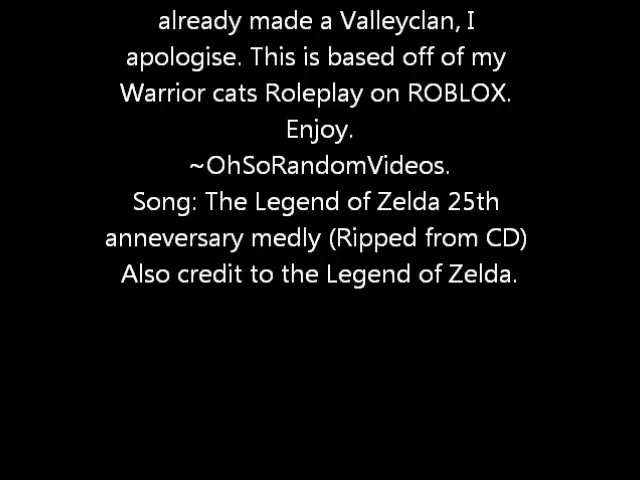 already made a Valleyclan, I
apologise. This is based off of my
Warrior cats Roleplay on ROBLOX.
Enjoy.
~OhSoRandomVideos.
Song: The Legend of Zelda 25th
anneversary medly (Ripped from CD)
Also credit to the Legend of Zelda.